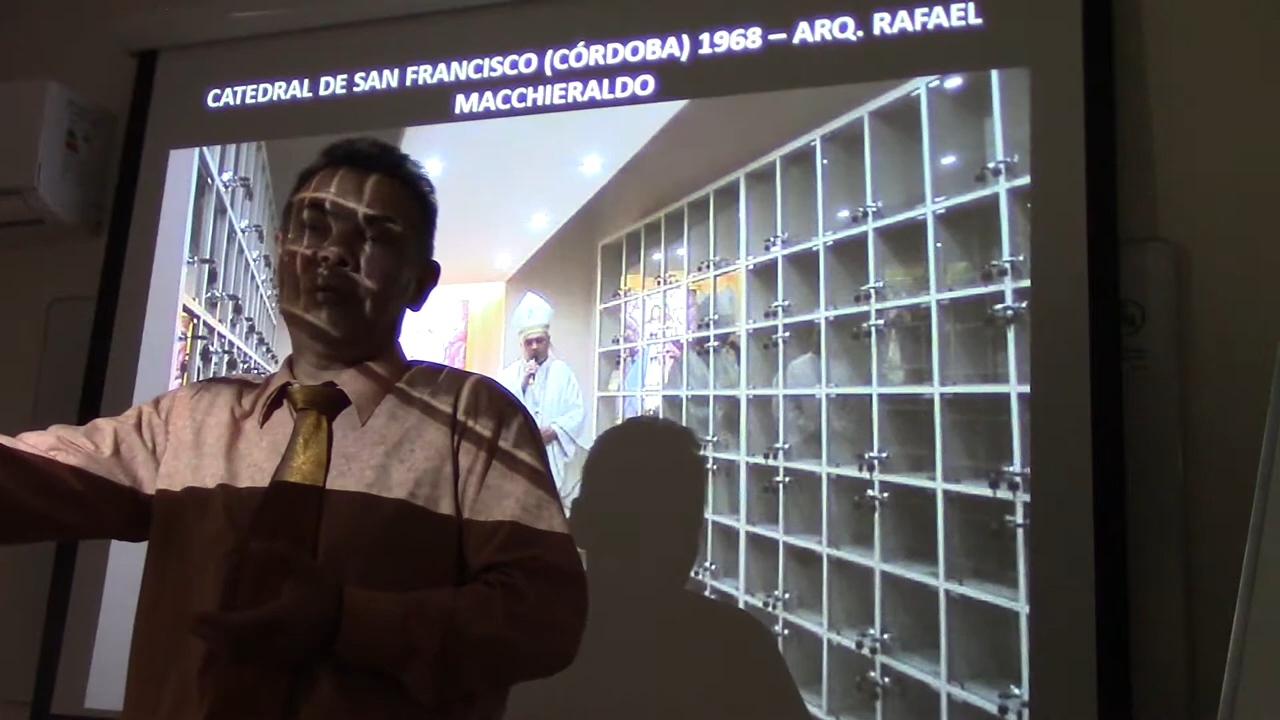 CATEDRAL DE SAN FRANCISCO (CÓRDOBA) 1968 – ARQ. RAFAEL
MACCHIERALDO